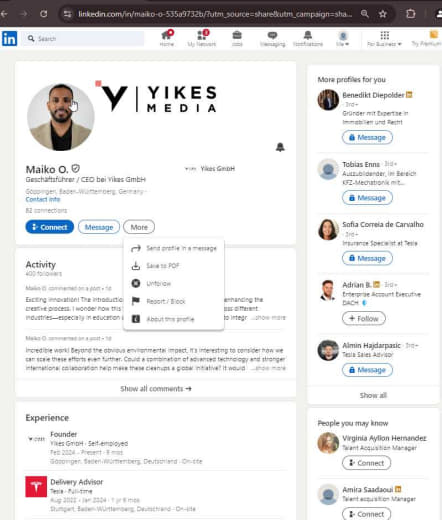 linkedin.com/in/maiko-o-535a9732b/?utm_source=share&utm_campaign=sha...
in
Search
Home
My Network
Jobs
Messaging
Notifications
Me
For Business
Try Premium
YIKES
MEDIA
Maiko O.
Geschäftsführer / CEO bei Yikes GmbH
Yikes GmbH
Göppingen, Baden-Württemberg, Germany ·
Contact info
82 connections
Connect
Message
More
Send profile in a message
Save to PDF
Unfollow
Report / Block
About this profile
Activity
400 followers
Maiko O. commented on a post • 1d
Exciting innovation! The introduction
enhancing the
creative process. I wonder how this
oss different
industries—especially in education
to integr ...show more
Maiko O. commented on a post • 1d
Incredible work! Beyond the obvious environmental impact, it's interesting to consider how we
can scale these efforts even further. Could a combination of advanced technology and stronger
international collaboration help make these cleanups a global initiative? It would ...show more
Show all comments →
Experience
Founder
Yikes GmbH · Self-employed
Feb 2024 - Present · 9 mos
Göppingen, Baden-Württemberg, Deutschland · On-site
Delivery Advisor
Tesla · Full-time
Aug 2022 - Jan 2024 · 1 yr 6 mos
Stuttgart, Baden-Württemberg, Deutschland · On-site
More profiles for you
Benedikt Diepolder
· 3rd+
Gründer mit Expertise in
Immobilien und Recht
Message
Tobias Enns · 3rd+
Auszubildender, im Bereich
KFZ-Mechatronik mit...
Message
Sofia Correia de Carvalho
· 3rd+
Insurance Specialist at Tesla
Message
Adrian B. · 3rd+
Enterprise Account Executive
DACH
+ Follow
Almin Hajdarpasic · 3rd+
Tesla Sales Advisor
Message
Show all
People you may know
Virginia Ayllon Hernandez
Talent Acquisition Manager
Connect
Amira Saadaoui
Talent acquisition Manager
Connect